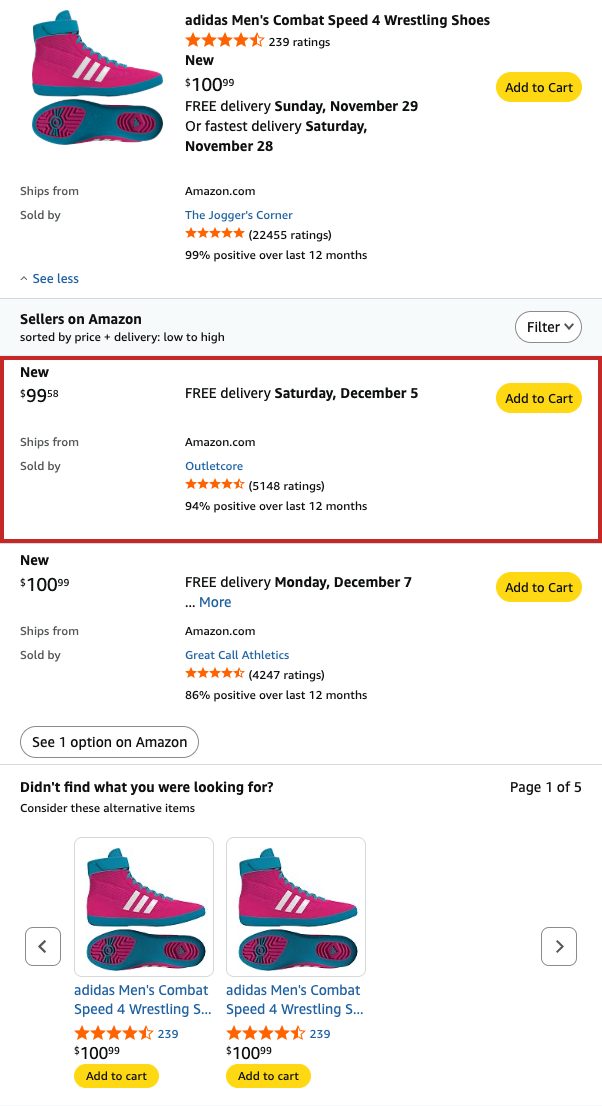 adidas Men's Combat Speed 4 Wrestling Shoes
239 ratings
New
$100⁹⁹
Add to Cart
FREE delivery Sunday, November 29
Or fastest delivery Saturday,
November 28
Ships from Amazon.com
Sold by The Jogger's Corner
(22455 ratings)
99% positive over last 12 months
See less
Sellers on Amazon
sorted by price + delivery: low to high
Filter
New
$99⁵⁸ FREE delivery Saturday, December 5 Add to Cart
Ships from Amazon.com
Sold by Outletcore
(5148 ratings)
94% positive over last 12 months
New
$100⁹⁹ FREE delivery Monday, December 7 Add to Cart
... More
Ships from Amazon.com
Sold by Great Call Athletics
(4247 ratings)
86% positive over last 12 months
See 1 option on Amazon
Didn't find what you were looking for? Page 1 of 5
Consider these alternative items
adidas Men's Combat
Speed 4 Wrestling S...
239
$100⁹⁹
Add to cart
adidas Men's Combat
Speed 4 Wrestling S...
239
$100⁹⁹
Add to cart